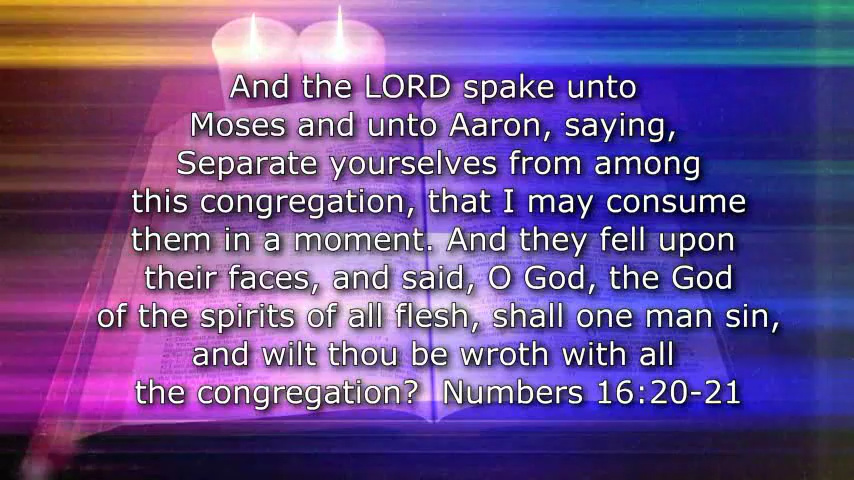 And the LORD spake unto
Moses and unto Aaron, saying,
Separate yourselves from among
this congregation, that I may consume
them in a moment. And they fell upon
their faces, and said, O God, the God
of the spirits of all flesh, shall one man sin,
and wilt thou be wroth with all
the congregation?  Numbers 16:20-21